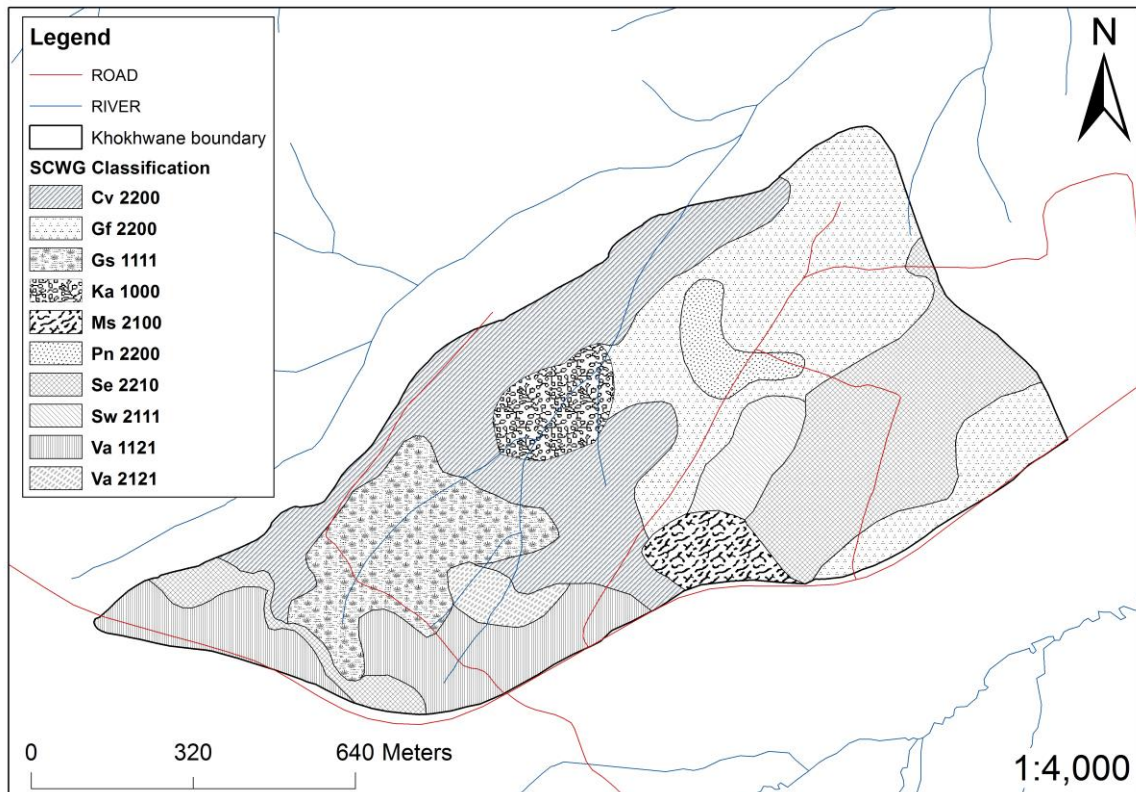 Legend
ROAD
RIVER
Khokhwane boundary
SCWG Classification
Cv 2200
Gf 2200
Gs 1111
Ka 1000
Ms 2100
Pn 2200
Se 2210
Sw 2111
Va 1121
Va 2121
N
0 320 640 Meters
1:4,000